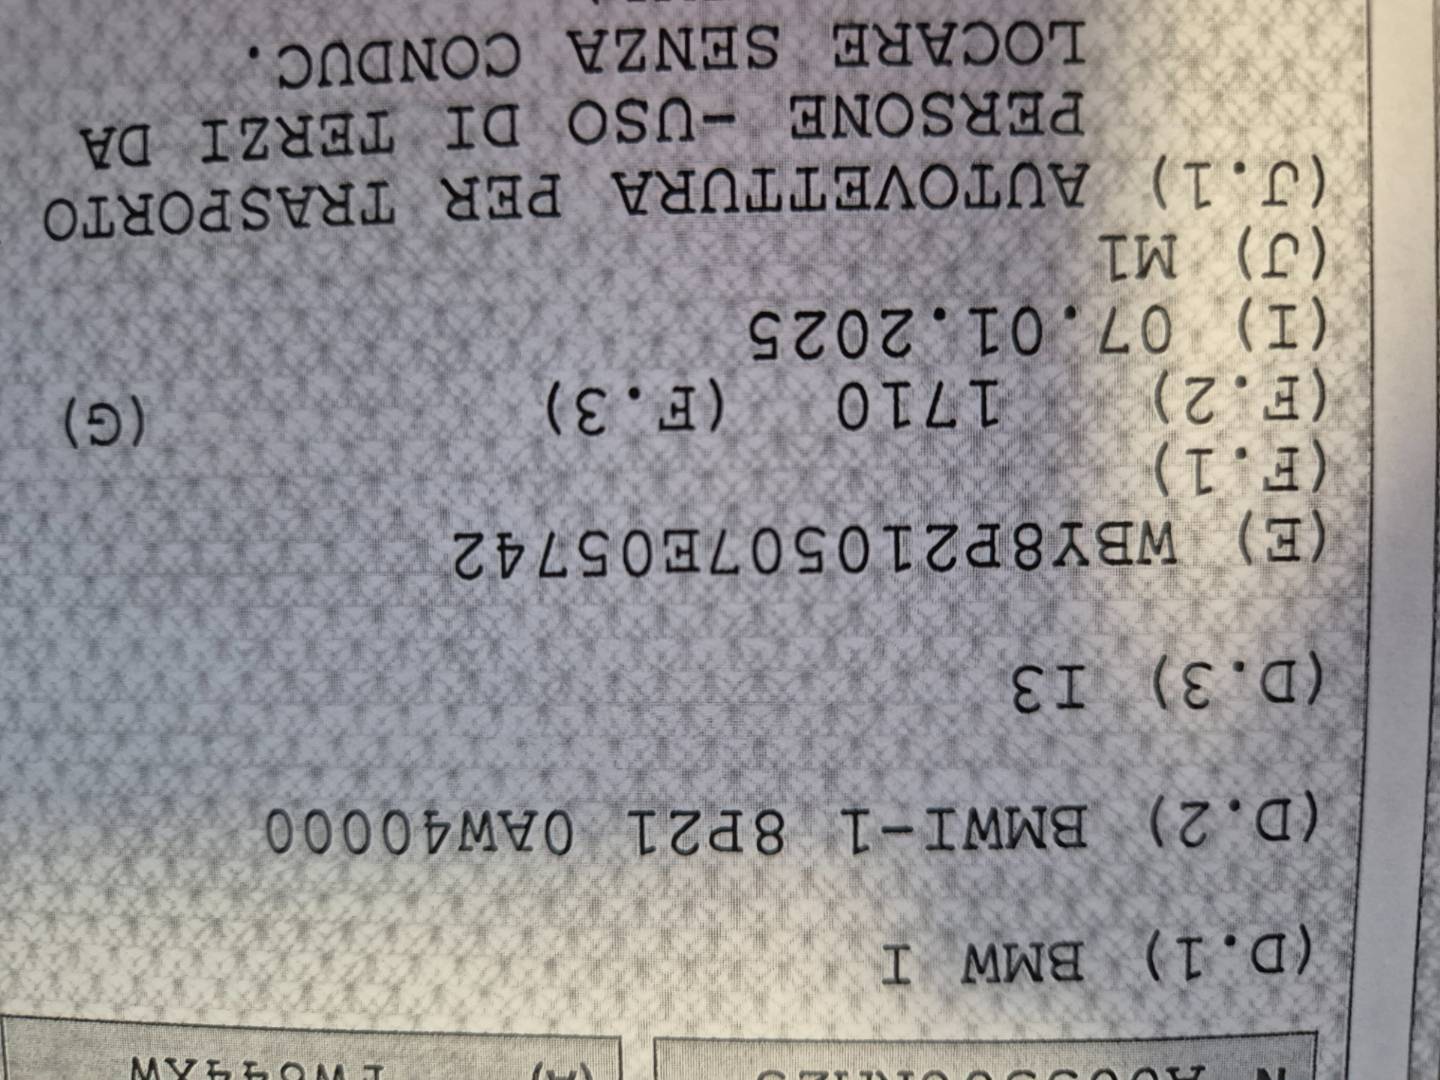 (A)
(D.1) BMW I
(D.2) BMWI-1 8P21 0AW40000
(D.3) I3
(E) WBY8P210507E05742
(F.1)
(F.2) 1710 (F.3) (G)
(I) 07.01.2025
(J) M1
(J.1) AUTOVETTURA PER TRASPORTO
PERSONE -USO DI TERZI DA
LOCARE SENZA CONDUC.